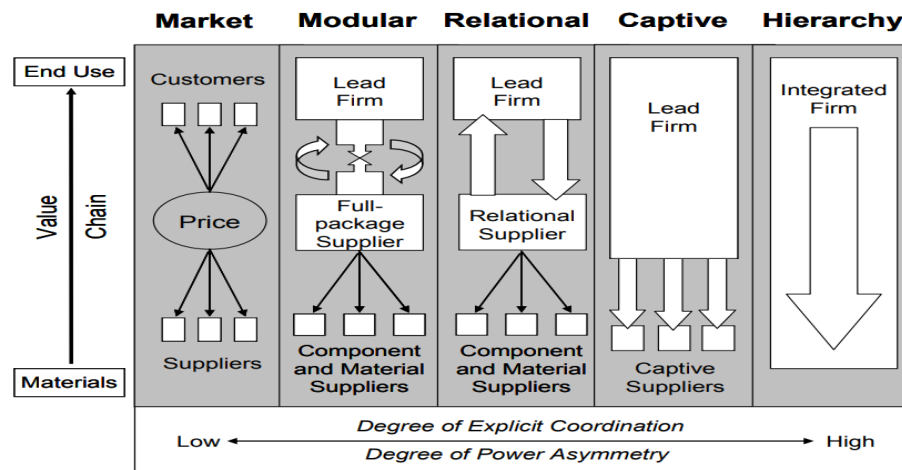 Market
Modular
Relational
Captive
Hierarchy
End Use
Value
Chain
Materials
Customers
Price
Suppliers
Lead
Firm
Full-
package
Supplier
Component
and Material
Suppliers
Lead
Firm
Relational
Supplier
Component
and Material
Suppliers
Lead
Firm
Captive
Suppliers
Integrated
Firm
Degree of Explicit Coordination
Low
High
Degree of Power Asymmetry